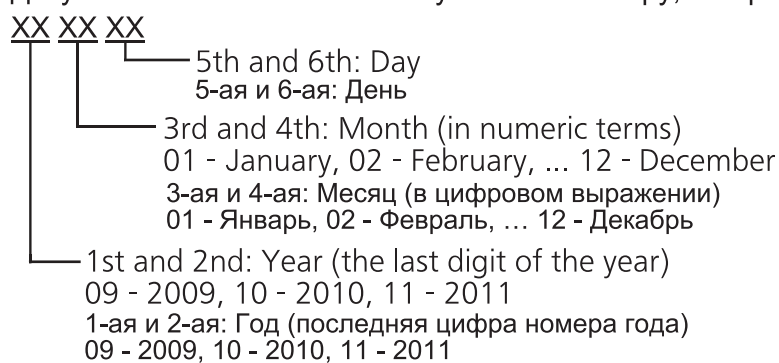 XX XX XX
5th and 6th: Day
5-ая и 6-ая: День
3rd and 4th: Month (in numeric terms)
01 - January, 02 - February, ... 12 - December
3-ая и 4-ая: Месяц (в цифровом выражении)
01 - Январь, 02 - Февраль, … 12 - Декабрь
1st and 2nd: Year (the last digit of the year)
09 - 2009, 10 - 2010, 11 - 2011
1-ая и 2-ая: Год (последняя цифра номера года)
09 - 2009, 10 - 2010, 11 - 2011